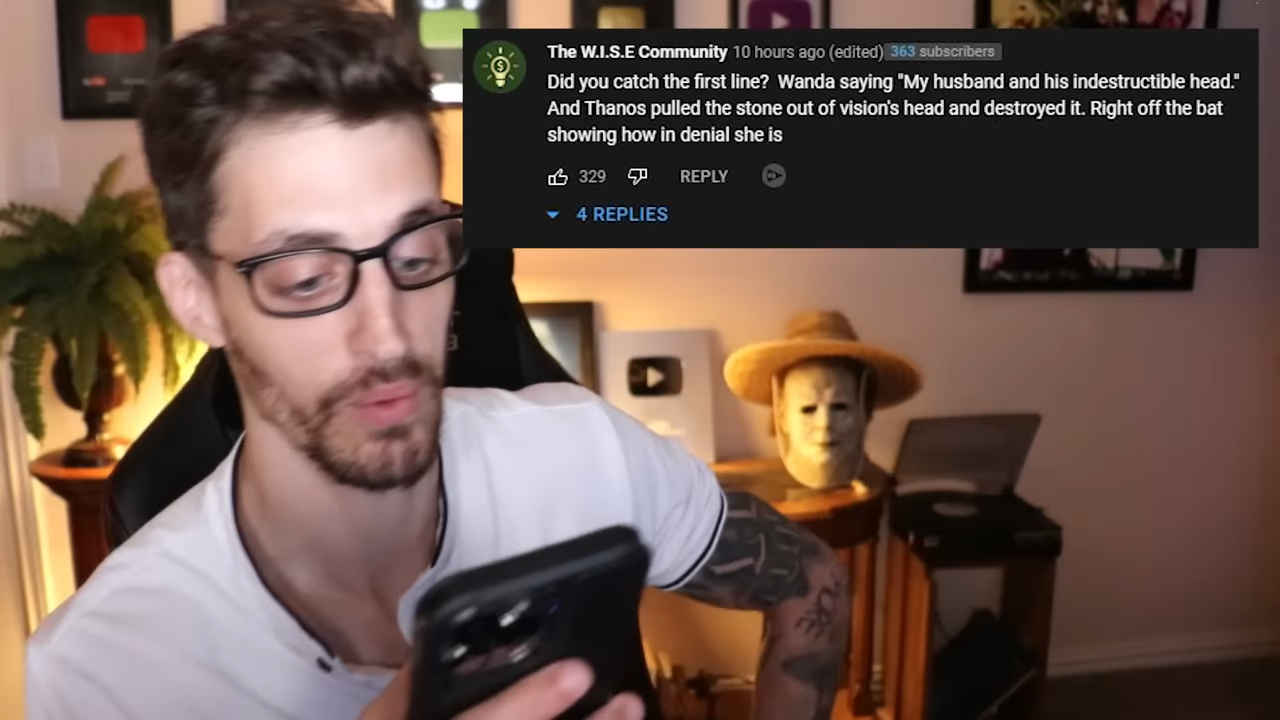 The W.I.S.E Community 10 hours ago (edited) 363 subscribers
Did you catch the first line? Wanda saying "My husband and his indestructible head."
And Thanos pulled the stone out of vision's head and destroyed it. Right off the bat
showing how in denial she is
329 REPLY
4 REPLIES